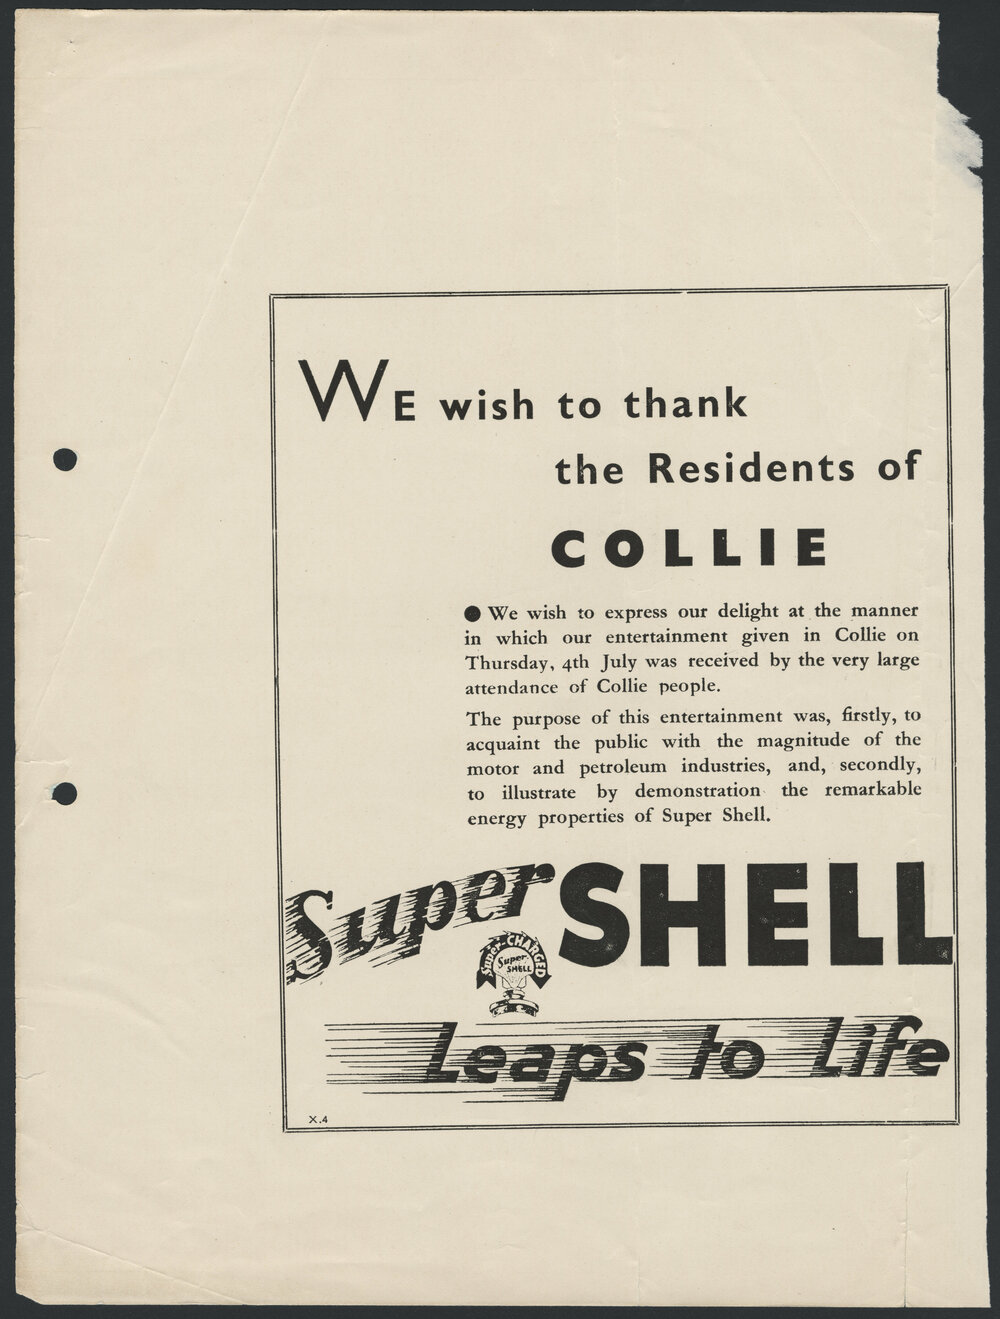 WE wish to thank
the Residents of
COLLIE
● We wish to express our delight at the manner
in which our entertainment given in Collie on
Thursday, 4th July was received by the very large
attendance of Collie people.
The purpose of this entertainment was, firstly, to
acquaint the public with the magnitude of the
motor and petroleum industries, and, secondly,
to illustrate by demonstration the remarkable
energy properties of Super Shell.
Super SHELL
Super-CHARGED
Super
SHELL
Leaps to Life
X.4